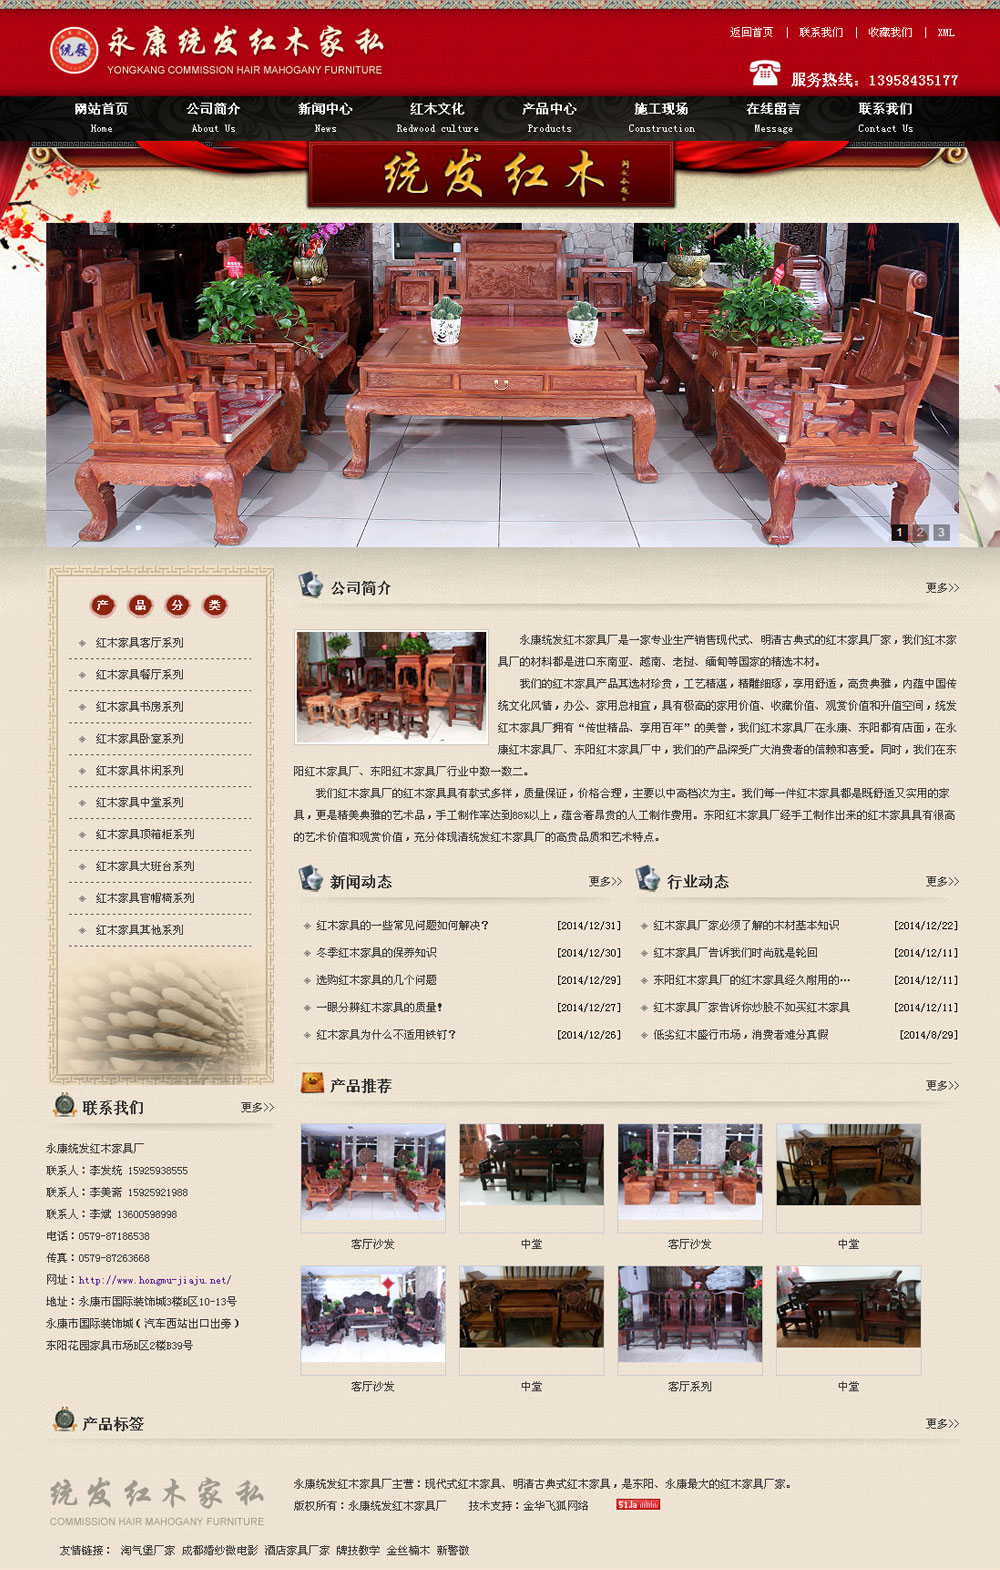 永康统发红木家私
YONGKANG COMMISSION HAIR MAHOGANY FURNITURE
返回首页 | 联系我们 | 收藏我们 | XML
服务热线：13958435177
网站首页 公司简介 新闻中心 红木文化 产品中心 施工现场 在线留言 联系我们
Home About Us News Redwood culture Products Construction Message Contact Us
统发红木
1 2 3
产品分类
红木家具客厅系列
红木家具餐厅系列
红木家具书房系列
红木家具卧室系列
红木家具休闲系列
红木家具中堂系列
红木家具顶箱柜系列
红木家具大班台系列
红木家具官帽椅系列
红木家具其他系列
公司简介 更多>>
永康统发红木家具厂是一家专业生产销售现代式、明清古典式的红木家具厂家，我们红木家
具厂的材料都是进口东南亚、越南、老挝、缅甸等国家的精选木材。
我们的红木家具产品其选材珍贵，工艺精湛，精雕细琢，享用舒适，高贵典雅，内蕴中国传
统文化风情，办公、家用总相宜，具有极高的家用价值、收藏价值、观赏价值和升值空间，统发
红木家具厂拥有“传世精品、享用百年”的美誉，我们红木家具厂在永康、东阳都有店面，在永
康红木家具厂、东阳红木家具厂中，我们的产品深受广大消费者的信赖和喜爱。同时，我们在东
阳红木家具厂、东阳红木家具厂行业中数一数二。
我们红木家具厂的红木家具具有款式多样，质量保证，价格合理，主要以中高档次为主。我们每一件红木家具都是既舒适又实用的家
具，更是精美典雅的艺术品，手工制作率达到88%以上，蕴含着昂贵的人工制作费用。东阳红木家具厂经手工制作出来的红木家具具有很高
的艺术价值和观赏价值，充分体现清统发红木家具厂的高贵品质和艺术特点。
新闻动态 更多>>
红木家具的一些常见问题如何解决？ [2014/12/31]
冬季红木家具的保养知识 [2014/12/30]
选购红木家具的几个问题 [2014/12/29]
一眼分辨红木家具的质量！ [2014/12/27]
红木家具为什么不适用铁钉？ [2014/12/26]
行业动态 更多>>
红木家具厂家必须了解的木材基本知识 [2014/12/22]
红木家具厂告诉我们时尚就是轮回 [2014/12/11]
东阳红木家具厂的红木家具经久耐用的… [2014/12/11]
红木家具厂家告诉你炒股不如买红木家具 [2014/12/11]
低劣红木盛行市场，消费者难分真假 [2014/8/29]
联系我们 更多>>
永康统发红木家具厂
联系人：李发统 15925938555
联系人：李美斋 15925921988
联系人：李斌 13600598998
电话：0579-87186538
传真：0579-87263668
网址：http://www.hongmu-jiaju.net/
地址：永康市国际装饰城3楼B区10-13号
永康市国际装饰城（汽车西站出口出旁）
东阳花园家具市场B区2楼B39号
产品推荐 更多>>
客厅沙发 中堂 客厅沙发 中堂
客厅沙发 中堂 客厅系列 中堂
产品标签 更多>>
统发红木家私
COMMISSION HAIR MAHOGANY FURNITURE
永康统发红木家具厂主营：现代式红木家具、明清古典式红木家具，是东阳、永康最大的红木家具厂家。
版权所有：永康统发红木家具厂 技术支持：金华飞狐网络 51.la
友情链接： 淘气堡厂家 成都婚纱微电影 酒店家具厂家 牌技教学 金丝楠木 新警徽